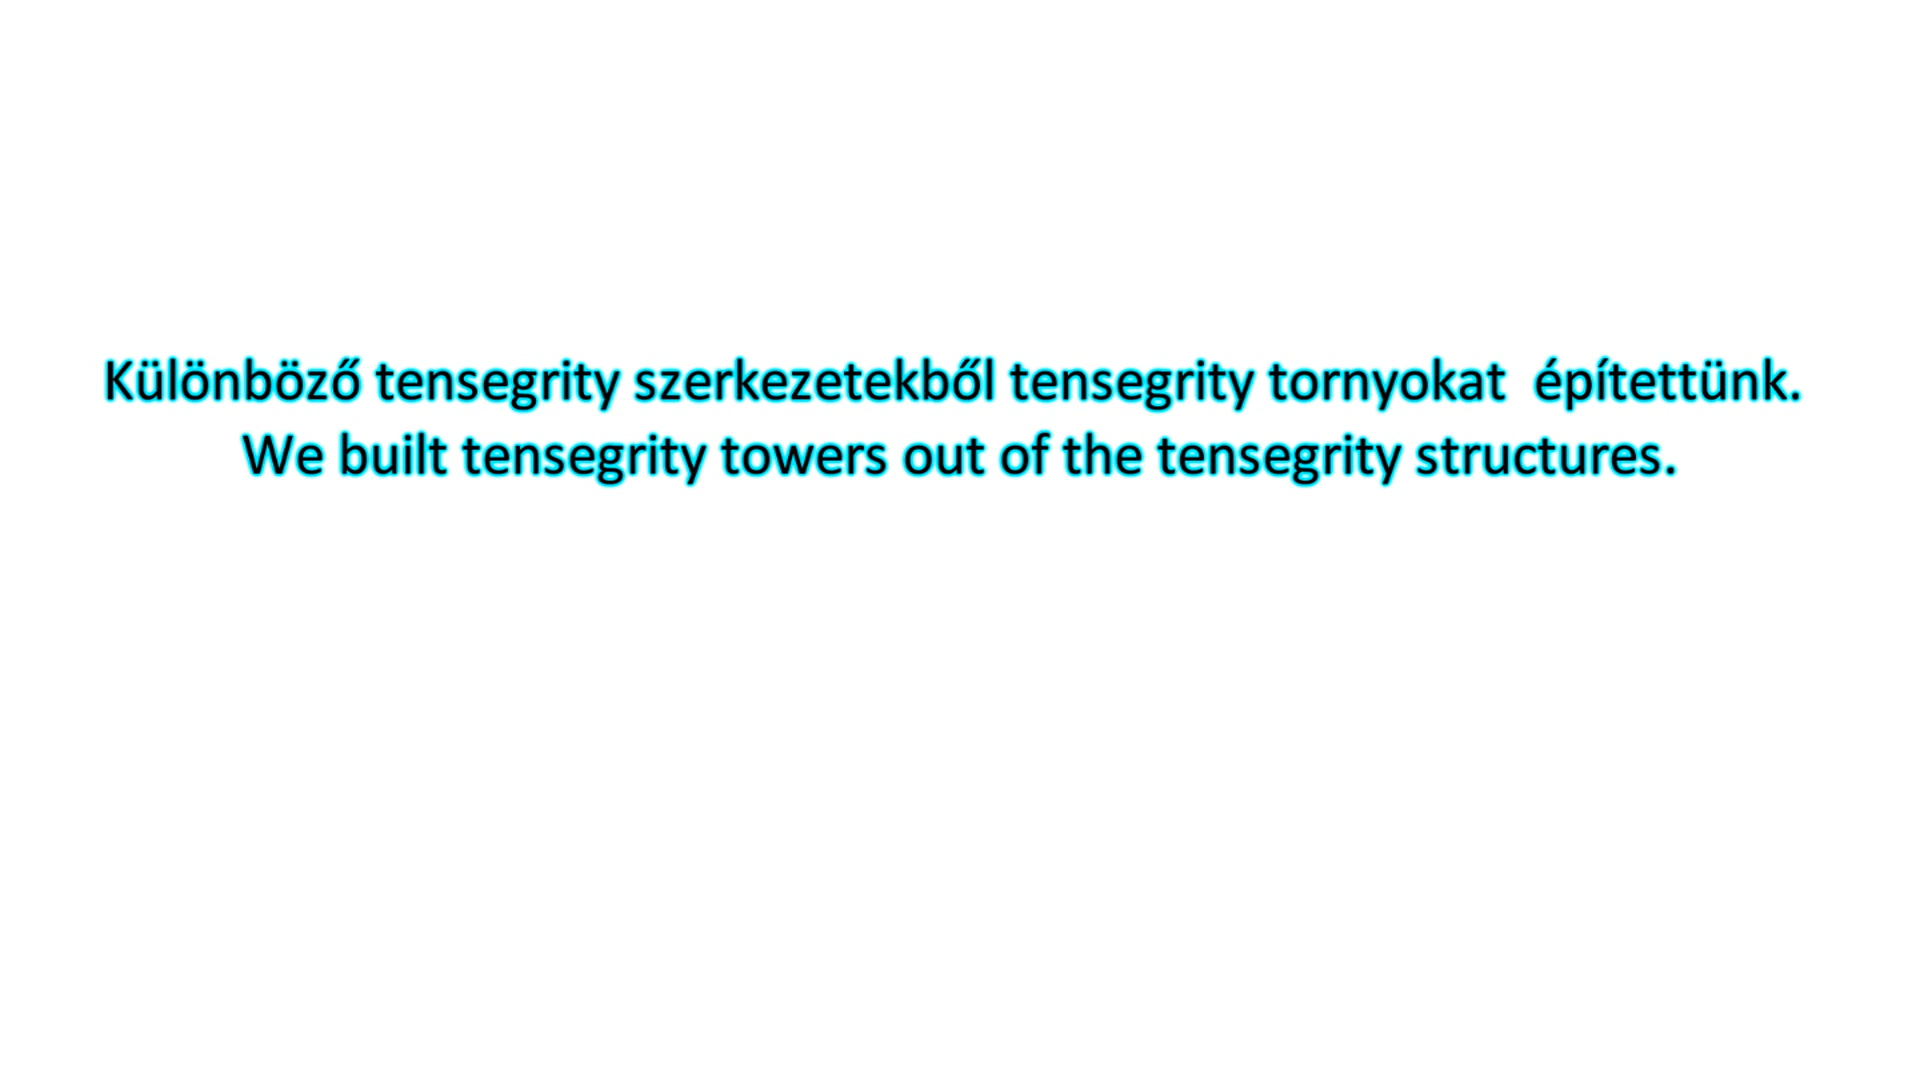 Különböző tensegrity szerkezetekből tensegrity tornyokat  építettünk.
We built tensegrity towers out of the tensegrity structures.